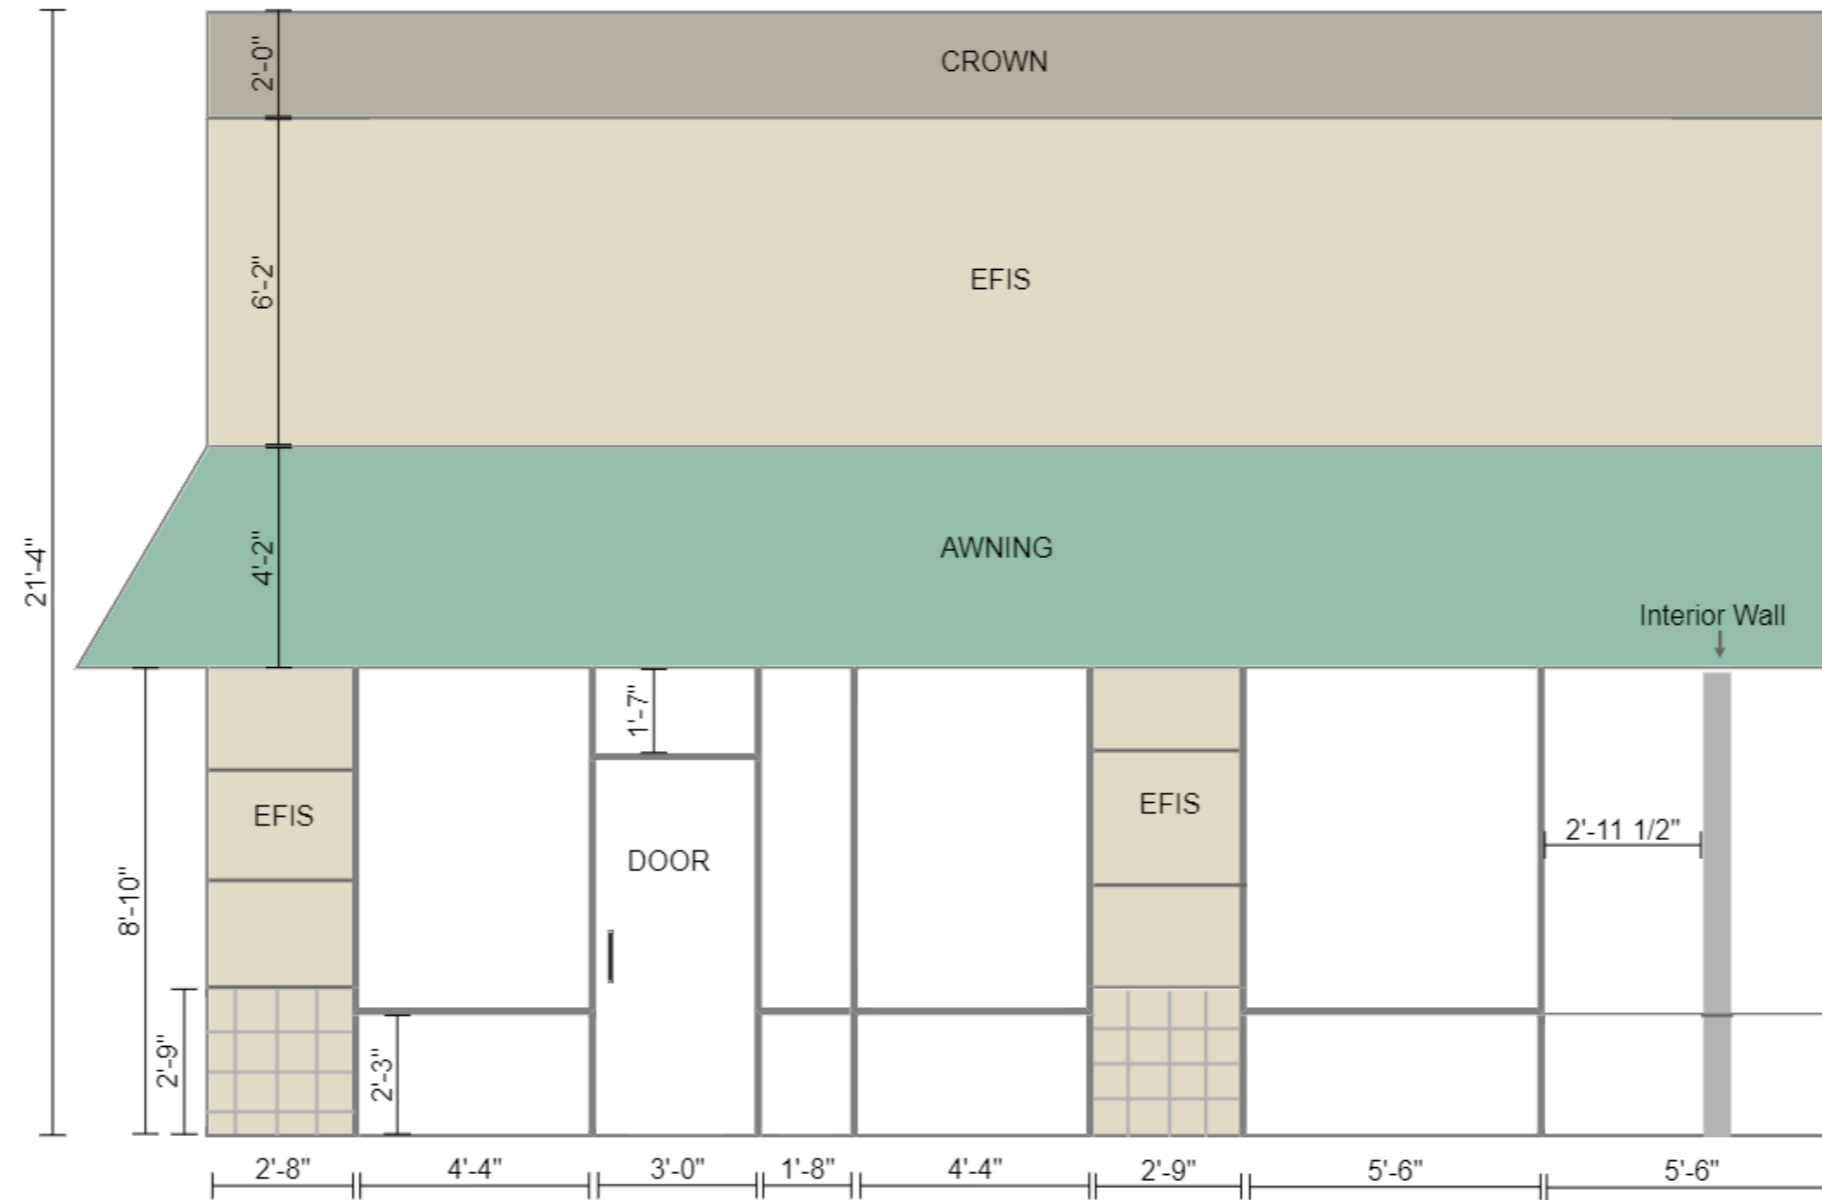 2'-0"
CROWN
6'-2"
EFIS
4'-2"
AWNING
21'-4"
Interior Wall
1'-7"
EFIS
EFIS
2'-11 1/2"
DOOR
8'-10"
2'-9"
2'-3"
2'-8"
4'-4"
3'-0"
1'-8"
4'-4"
2'-9"
5'-6"
5'-6"